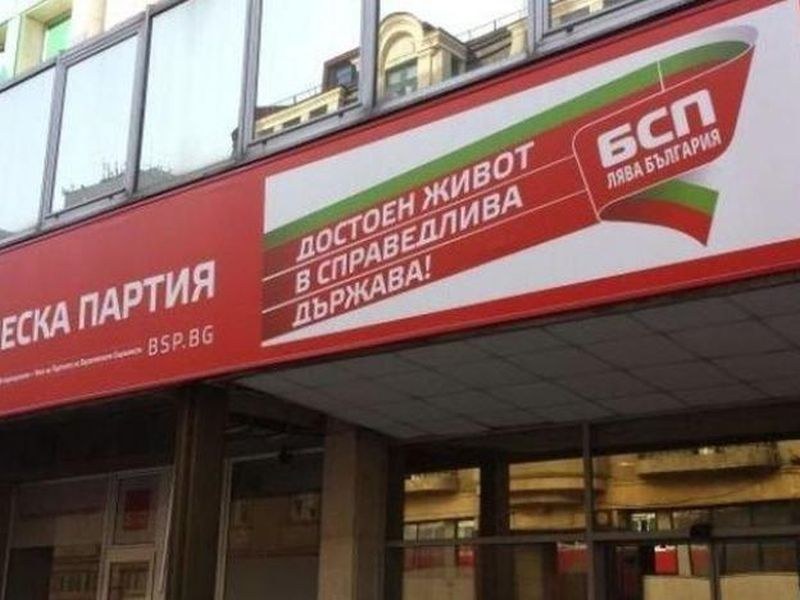 ЕСКА ПАРТИЯ
BSP.BG
ДОСТОЕН ЖИВОТ
В СПРАВЕДЛИВА
ДЪРЖАВА!
БСП
ЛЯВА БЪЛГАРИЯ